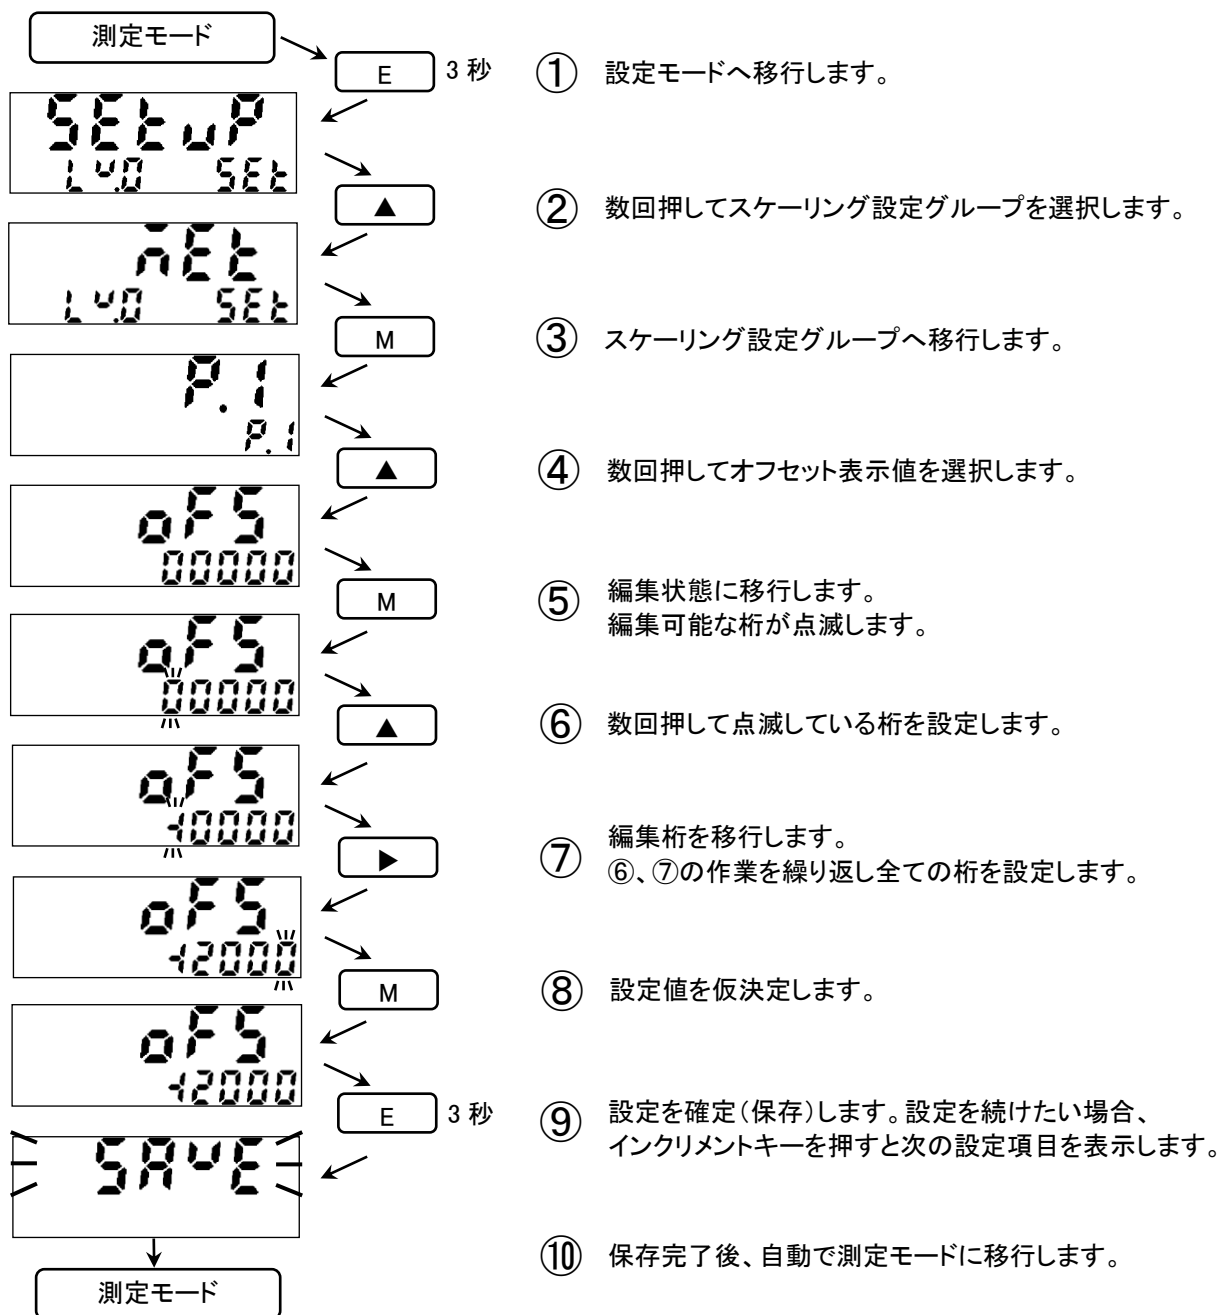 測定モード
E 3 秒 ① 設定モードへ移行します。
SEtuP
Lv.0 SEt
▲ ② 数回押してスケーリング設定グループを選択します。
mEt
Lv.0 SEt
M ③ スケーリング設定グループへ移行します。
P.1
P.1
▲ ④ 数回押してオフセット表示値を選択します。
oFS
00000
M ⑤ 編集状態に移行します。
編集可能な桁が点滅します。
oFS
00000
▲ ⑥ 数回押して点滅している桁を設定します。
oFS
-10000
▶ ⑦ 編集桁を移行します。
⑥、⑦の作業を繰り返し全ての桁を設定します。
oFS
-12000
M ⑧ 設定値を仮決定します。
oFS
-12000
E 3 秒 ⑨ 設定を確定(保存)します。設定を続けたい場合、
インクリメントキーを押すと次の設定項目を表示します。
SAvE
⑩ 保存完了後、自動で測定モードに移行します。
測定モード